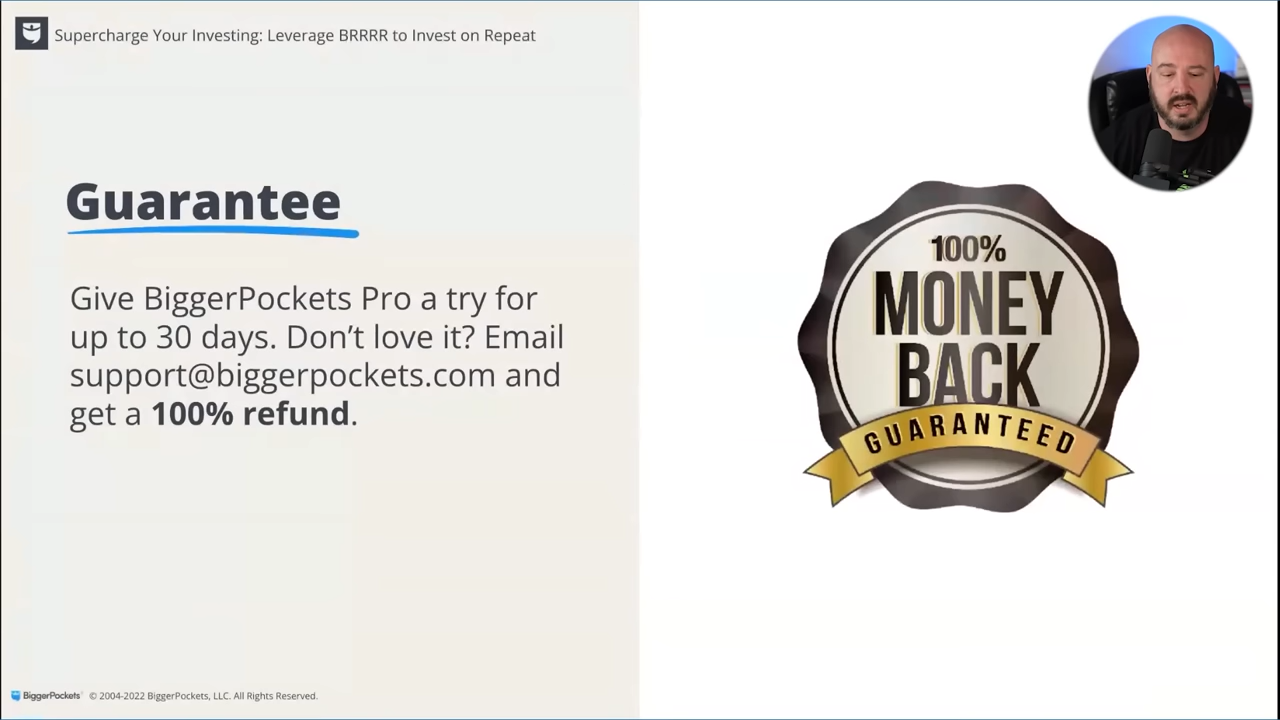 Supercharge Your Investing: Leverage BRRRR to Invest on Repeat
Guarantee
Give BiggerPockets Pro a try for
up to 30 days. Don’t love it? Email
support@biggerpockets.com and
get a 100% refund.
100%
MONEY
BACK
GUARANTEED
BiggerPockets © 2004-2022 BiggerPockets, LLC. All Rights Reserved.